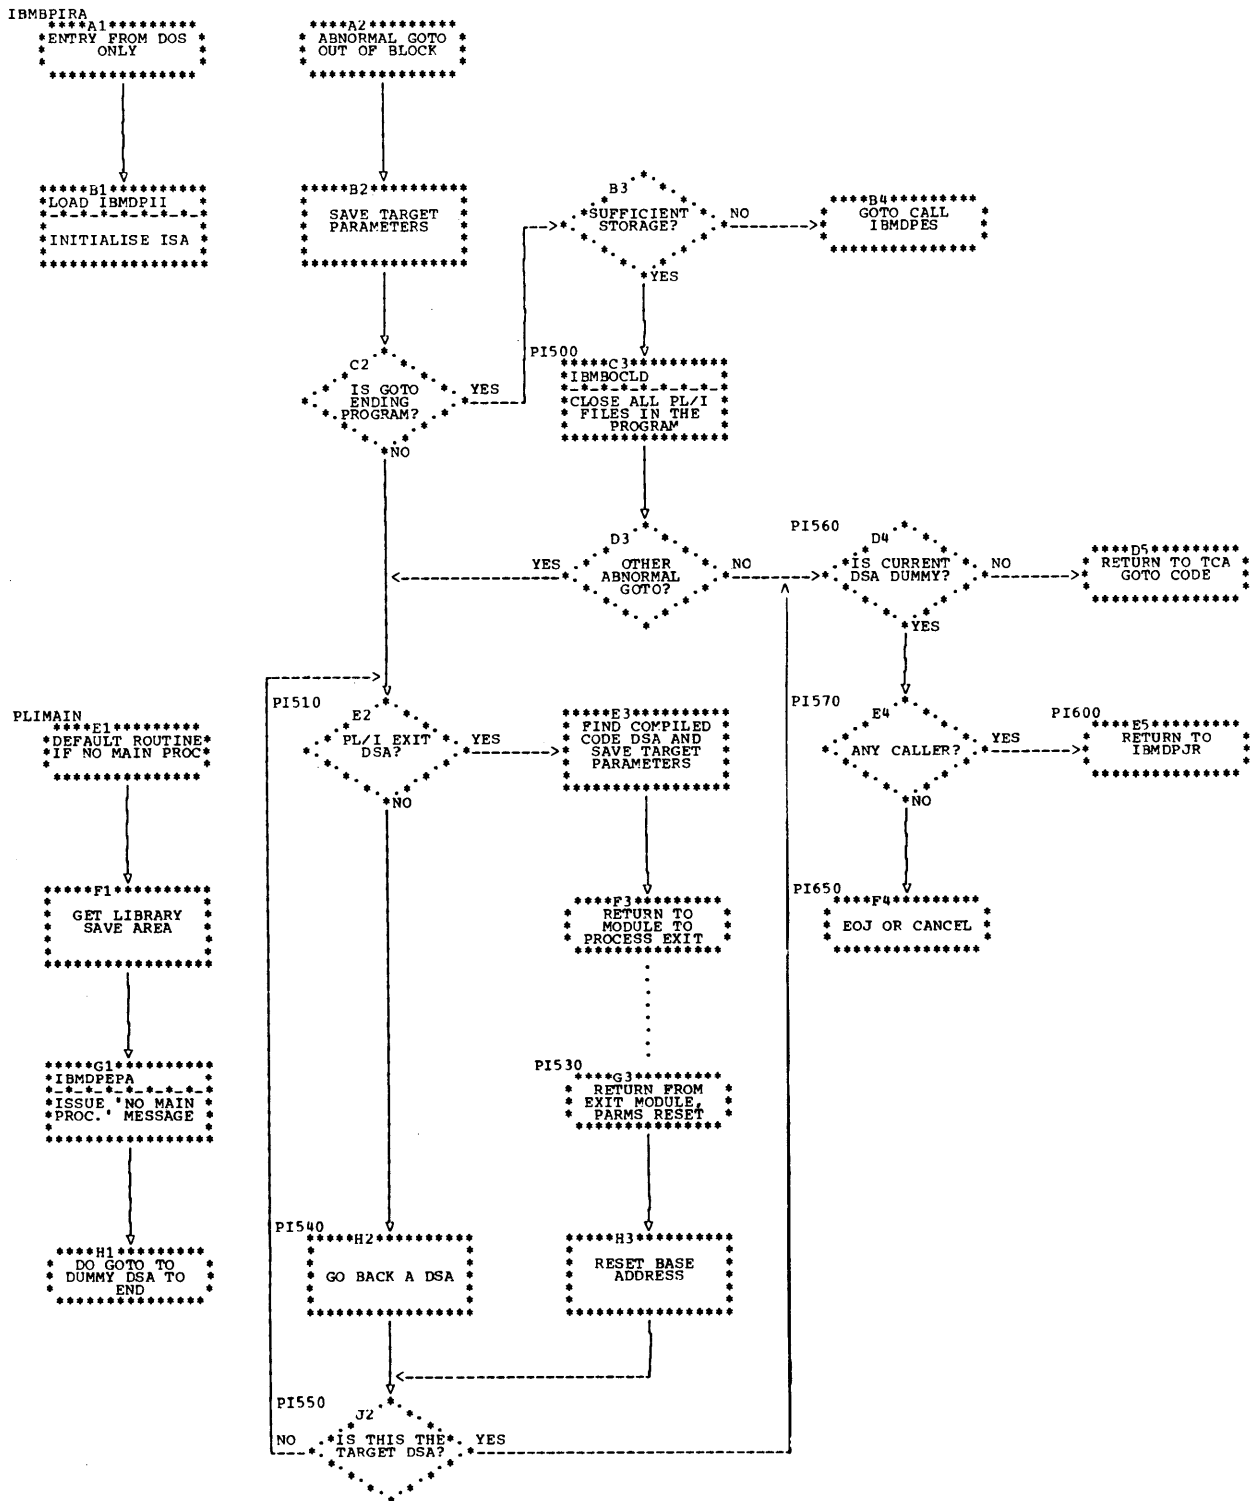 IBMBPIRA
A1
ENTRY FROM DOS
ONLY
A2
ABNORMAL GOTO
OUT OF BLOCK
B1
LOAD IBMDPII
INITIALISE ISA
B2
SAVE TARGET
PARAMETERS
B3
SUFFICIENT
STORAGE?
NO
YES
B4
GOTO CALL
IBMDPES
C2
IS GOTO
ENDING
PROGRAM?
YES
NO
PI500
C3
IBMBOCLD
CLOSE ALL PL/I
FILES IN THE
PROGRAM
D3
OTHER
ABNORMAL
GOTO?
YES
NO
PI560
D4
IS CURRENT
DSA DUMMY?
NO
YES
D5
RETURN TO TCA
GOTO CODE
PLIMAIN
E1
DEFAULT ROUTINE
IF NO MAIN PROC
PI510
E2
PL/I EXIT
DSA?
YES
NO
E3
FIND COMPILED
CODE DSA AND
SAVE TARGET
PARAMETERS
PI570
E4
ANY CALLER?
YES
NO
PI600
E5
RETURN TO
IBMDPJR
F1
GET LIBRARY
SAVE AREA
F3
RETURN TO
MODULE TO
PROCESS EXIT
PI650
F4
EOJ OR CANCEL
G1
IBMDPEPA
ISSUE 'NO MAIN
PROC.' MESSAGE
PI530
G3
RETURN FROM
EXIT MODULE,
PARMS RESET
H1
DO GOTO TO
DUMMY DSA TO
END
PI540
H2
GO BACK A DSA
H3
RESET BASE
ADDRESS
PI550
J2
IS THIS THE
TARGET DSA?
NO
YES